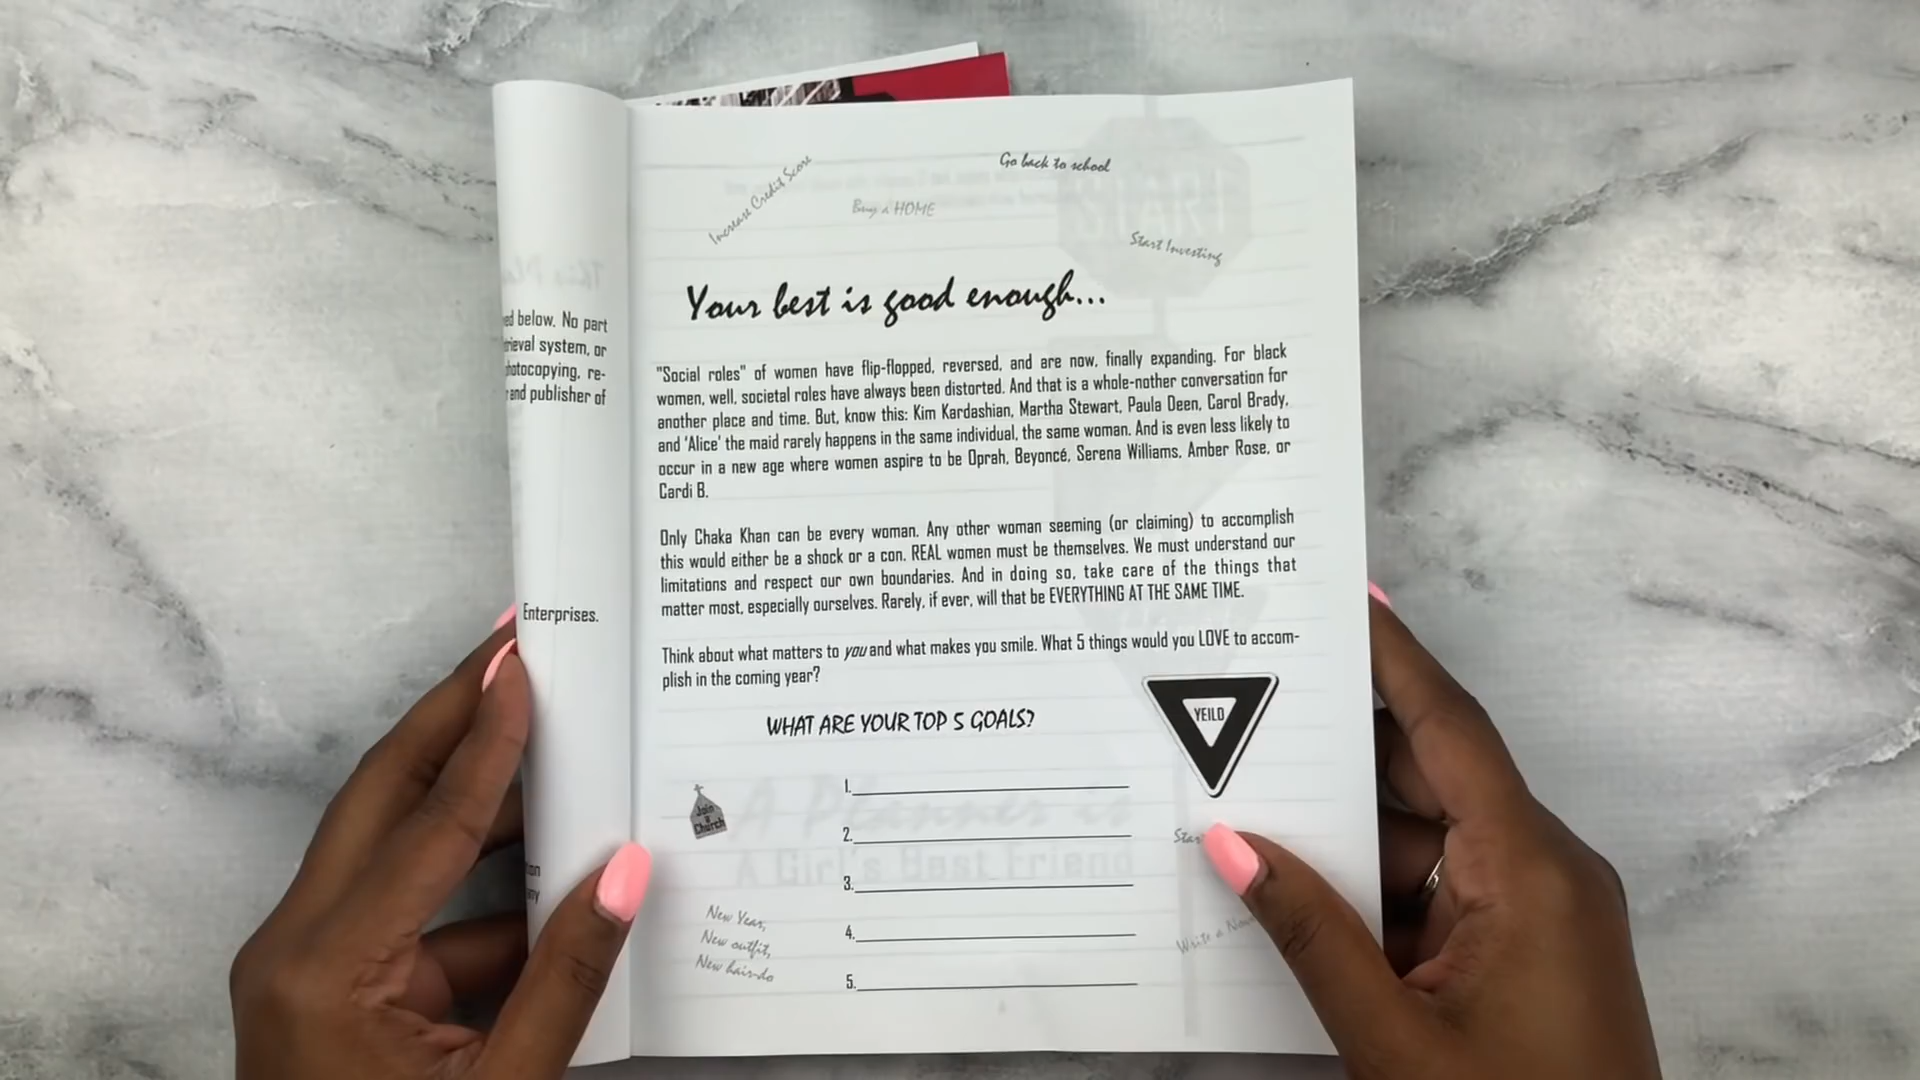 ed below. No part
rieval system, or
hotocopying, re-
and publisher of
Enterprises.
Increase Credit Score
Go back to school
Buy a HOME
Start Investing
START
Your best is good enough...
"Social roles" of women have flip-flopped, reversed, and are now, finally expanding. For black
women, well, societal roles have always been distorted. And that is a whole-nother conversation for
another place and time. But, know this: Kim Kardashian, Martha Stewart, Paula Deen, Carol Brady,
and 'Alice' the maid rarely happens in the same individual, the same woman. And is even less likely to
occur in a new age where women aspire to be Oprah, Beyoncé, Serena Williams, Amber Rose, or
Cardi B.
Only Chaka Khan can be every woman. Any other woman seeming (or claiming) to accomplish
this would either be a shock or a con. REAL women must be themselves. We must understand our
limitations and respect our own boundaries. And in doing so, take care of the things that
matter most, especially ourselves. Rarely, if ever, will that be EVERYTHING AT THE SAME TIME.
Think about what matters to you and what makes you smile. What 5 things would you LOVE to accom-
plish in the coming year?
WHAT ARE YOUR TOP 5 GOALS?
YEILD
Join
a
Church
1.
2.
3.
4.
5.
A Planner is
A Girl's Best Friend
Star
Write a Nov
New Year,
New outfit,
New hair-do